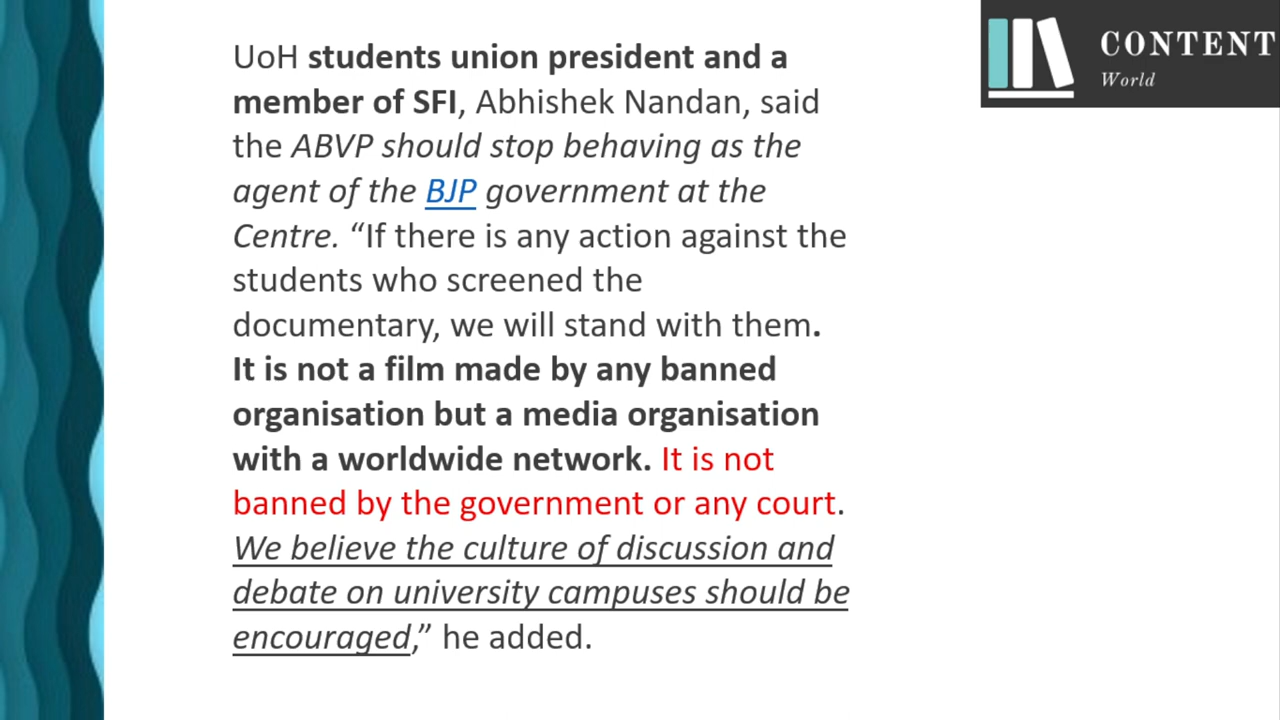 CONTENT
World
UoH students union president and a
member of SFI, Abhishek Nandan, said
the ABVP should stop behaving as the
agent of the BJP government at the
Centre. “If there is any action against the
students who screened the
documentary, we will stand with them.
It is not a film made by any banned
organisation but a media organisation
with a worldwide network. It is not
banned by the government or any court.
We believe the culture of discussion and
debate on university campuses should be
encouraged,” he added.